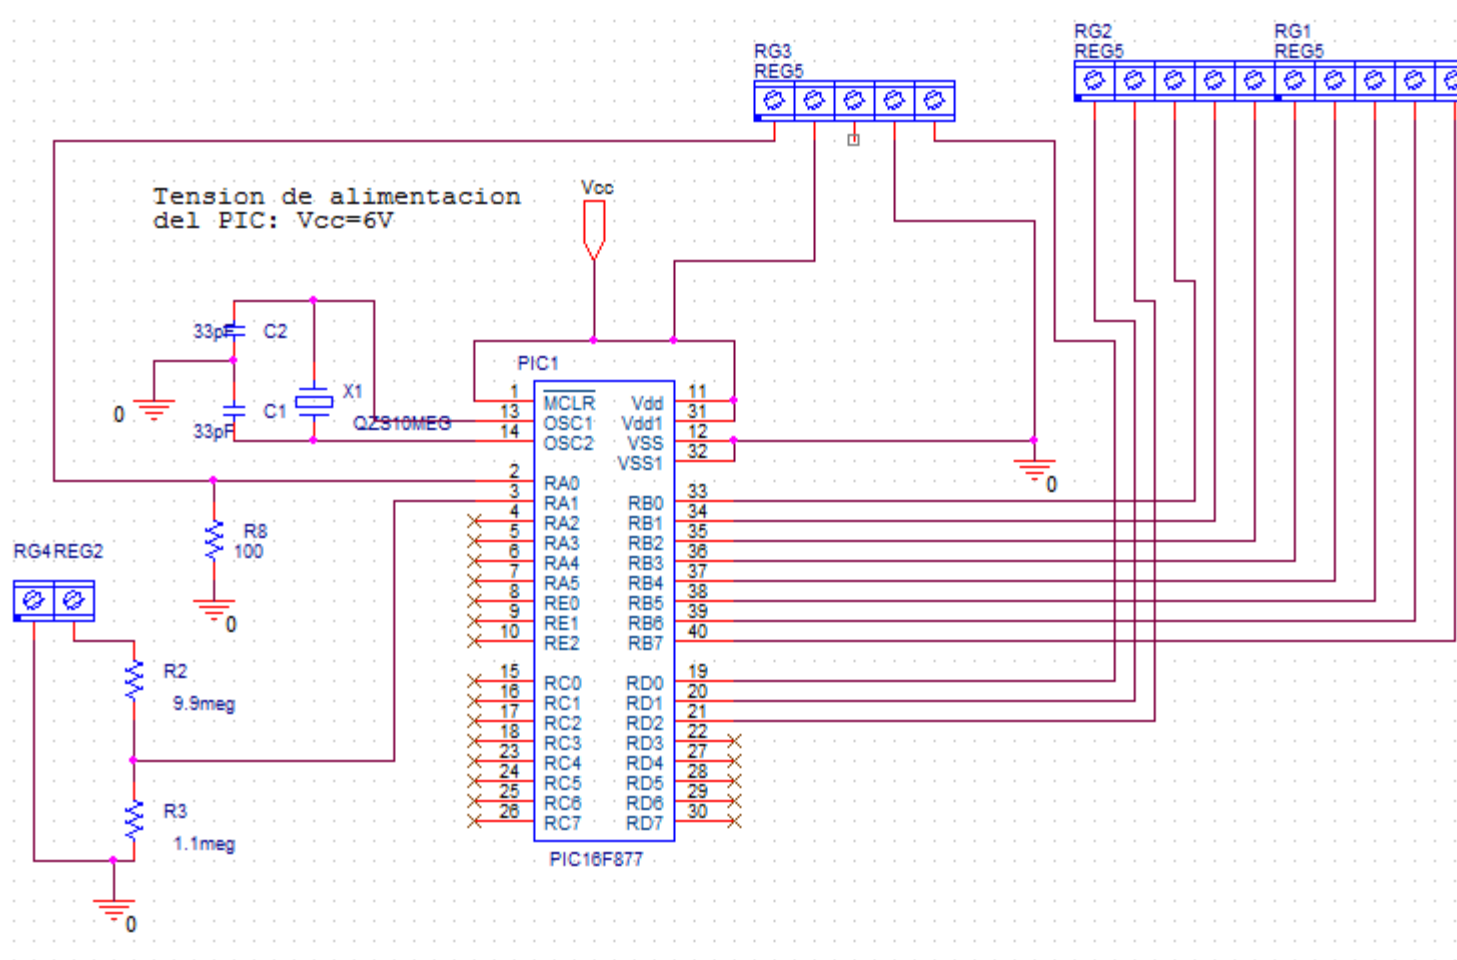 RG3
REG5
RG2
REG5
RG1
REG5
Tension de alimentacion
del PIC: Vcc=6V
Vcc
33pF
C2
0
C1
33pF
X1
QZS10MEG
PIC1
1
MCLR
13
OSC1
14
OSC2
2
RA0
3
RA1
4
RA2
5
RA3
6
RA4
7
RA5
8
RE0
9
RE1
10
RE2
15
RC0
16
RC1
17
RC2
18
RC3
23
RC4
24
RC5
25
RC6
26
RC7
Vdd
11
Vdd1
31
VSS
12
VSS1
32
RB0
33
RB1
34
RB2
35
RB3
36
RB4
37
RB5
38
RB6
39
RB7
40
RD0
19
RD1
20
RD2
21
RD3
22
RD4
27
RD5
28
RD6
29
RD7
30
PIC16F877
0
R8
100
0
RG4 REG2
R2
9.9meg
R3
1.1meg
0